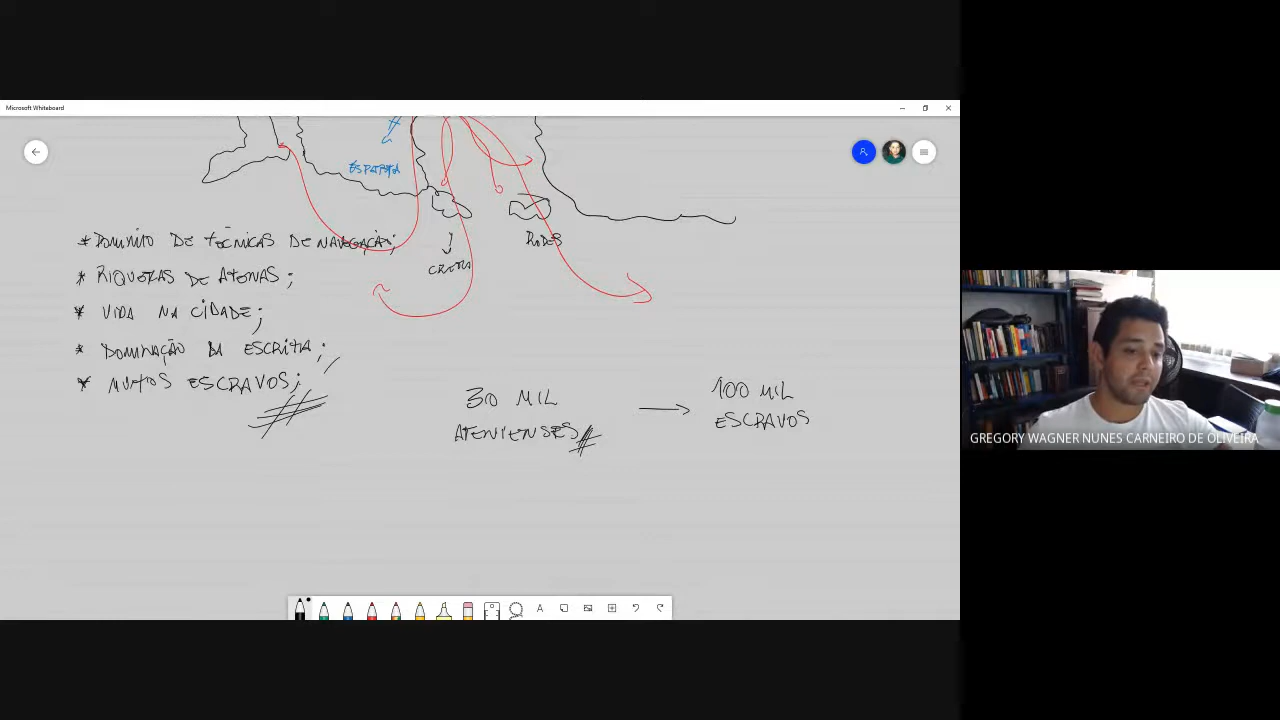 Microsoft Whiteboard
ESPARTA
* DOMINIO DE TÉCNICAS DE NAVEGAÇÃO;
CRETA
RODES
* RIQUEZAS DE ATENAS;
* VIDA NA CIDADE;
* DOMINAÇÃO DA ESCRITA;
* MUITOS ESCRAVOS;
30 MIL
ATENIENSES
100 MIL
ESCRAVOS
A
GREGORY WAGNER NUNES CARNEIRO DE OLIVEIRA